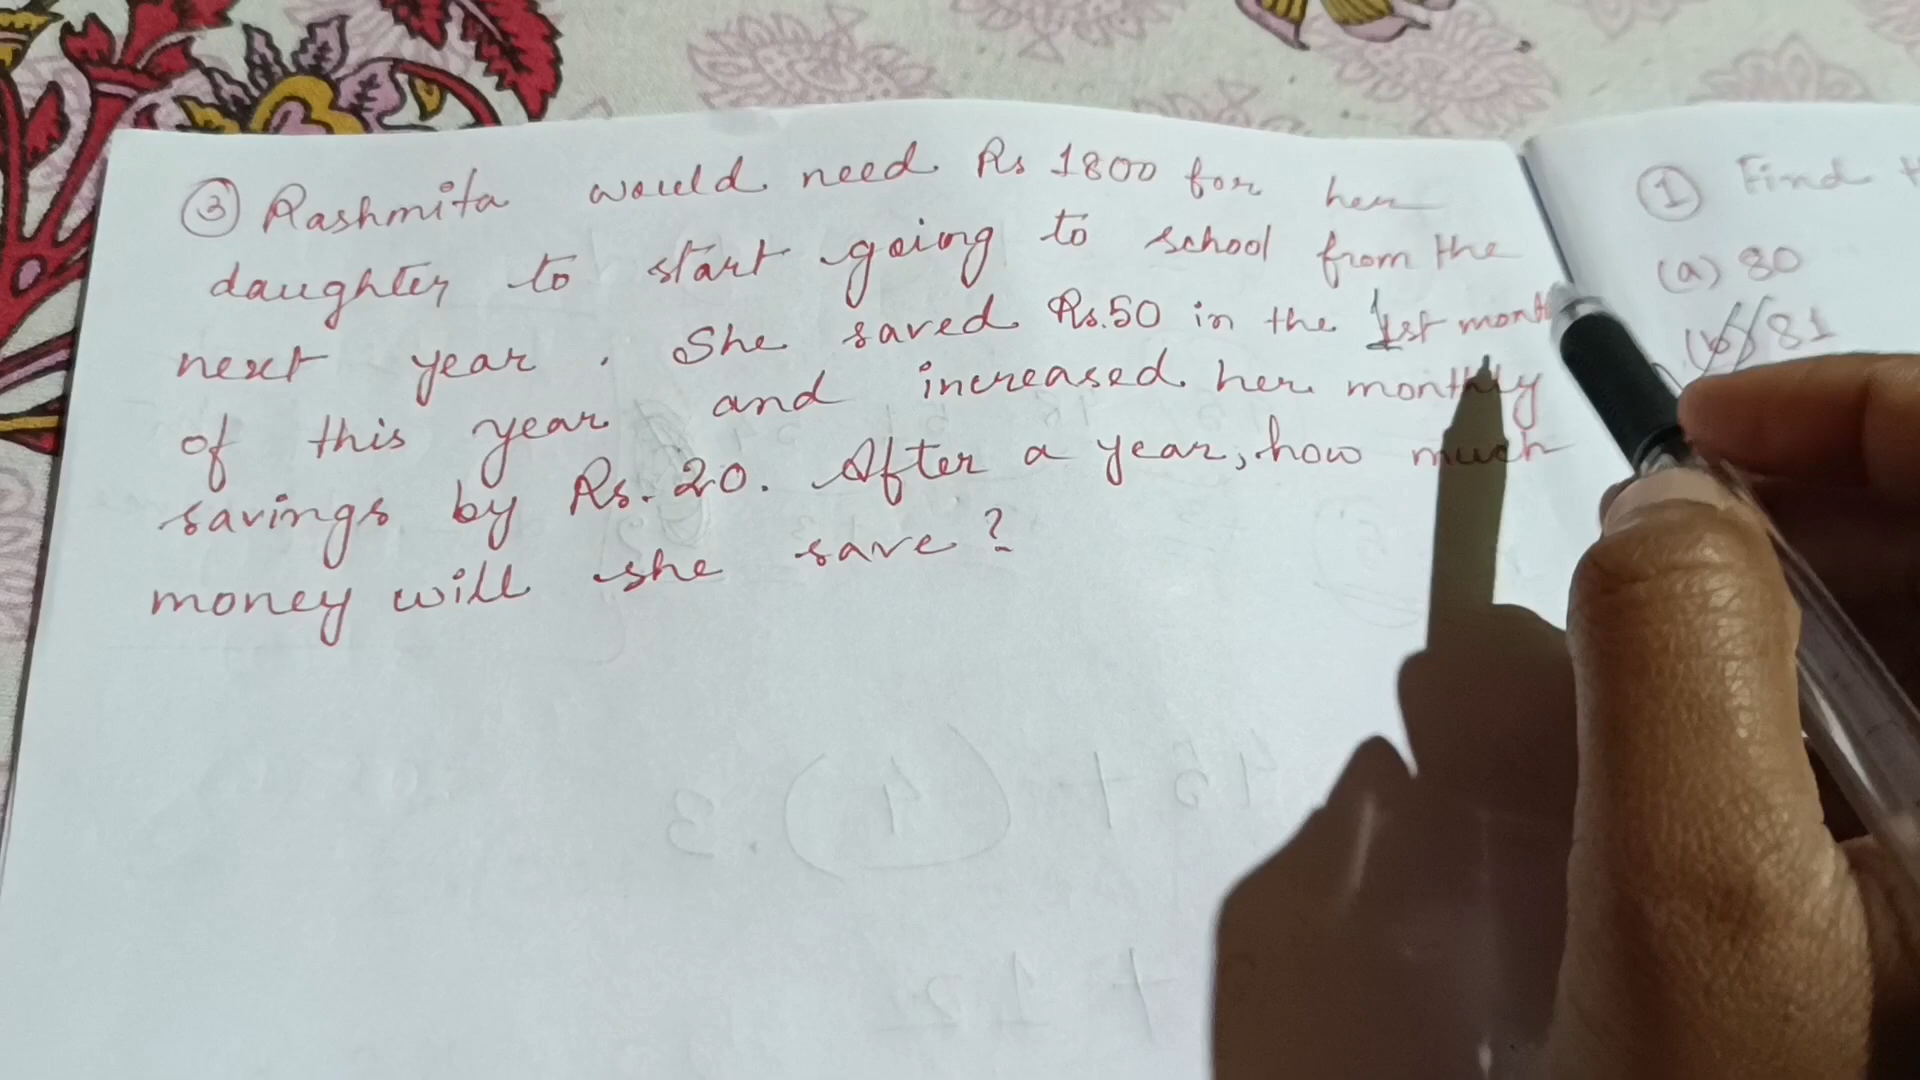 ③ Rashmita would need Rs 1800 for her
daughter to start going to school from the
next year. She saved Rs.50 in the 1st month
of this year and increased her monthly
savings by Rs. 20. After a year, how much
money will she save?
① Find
(a) 80
(b) 81